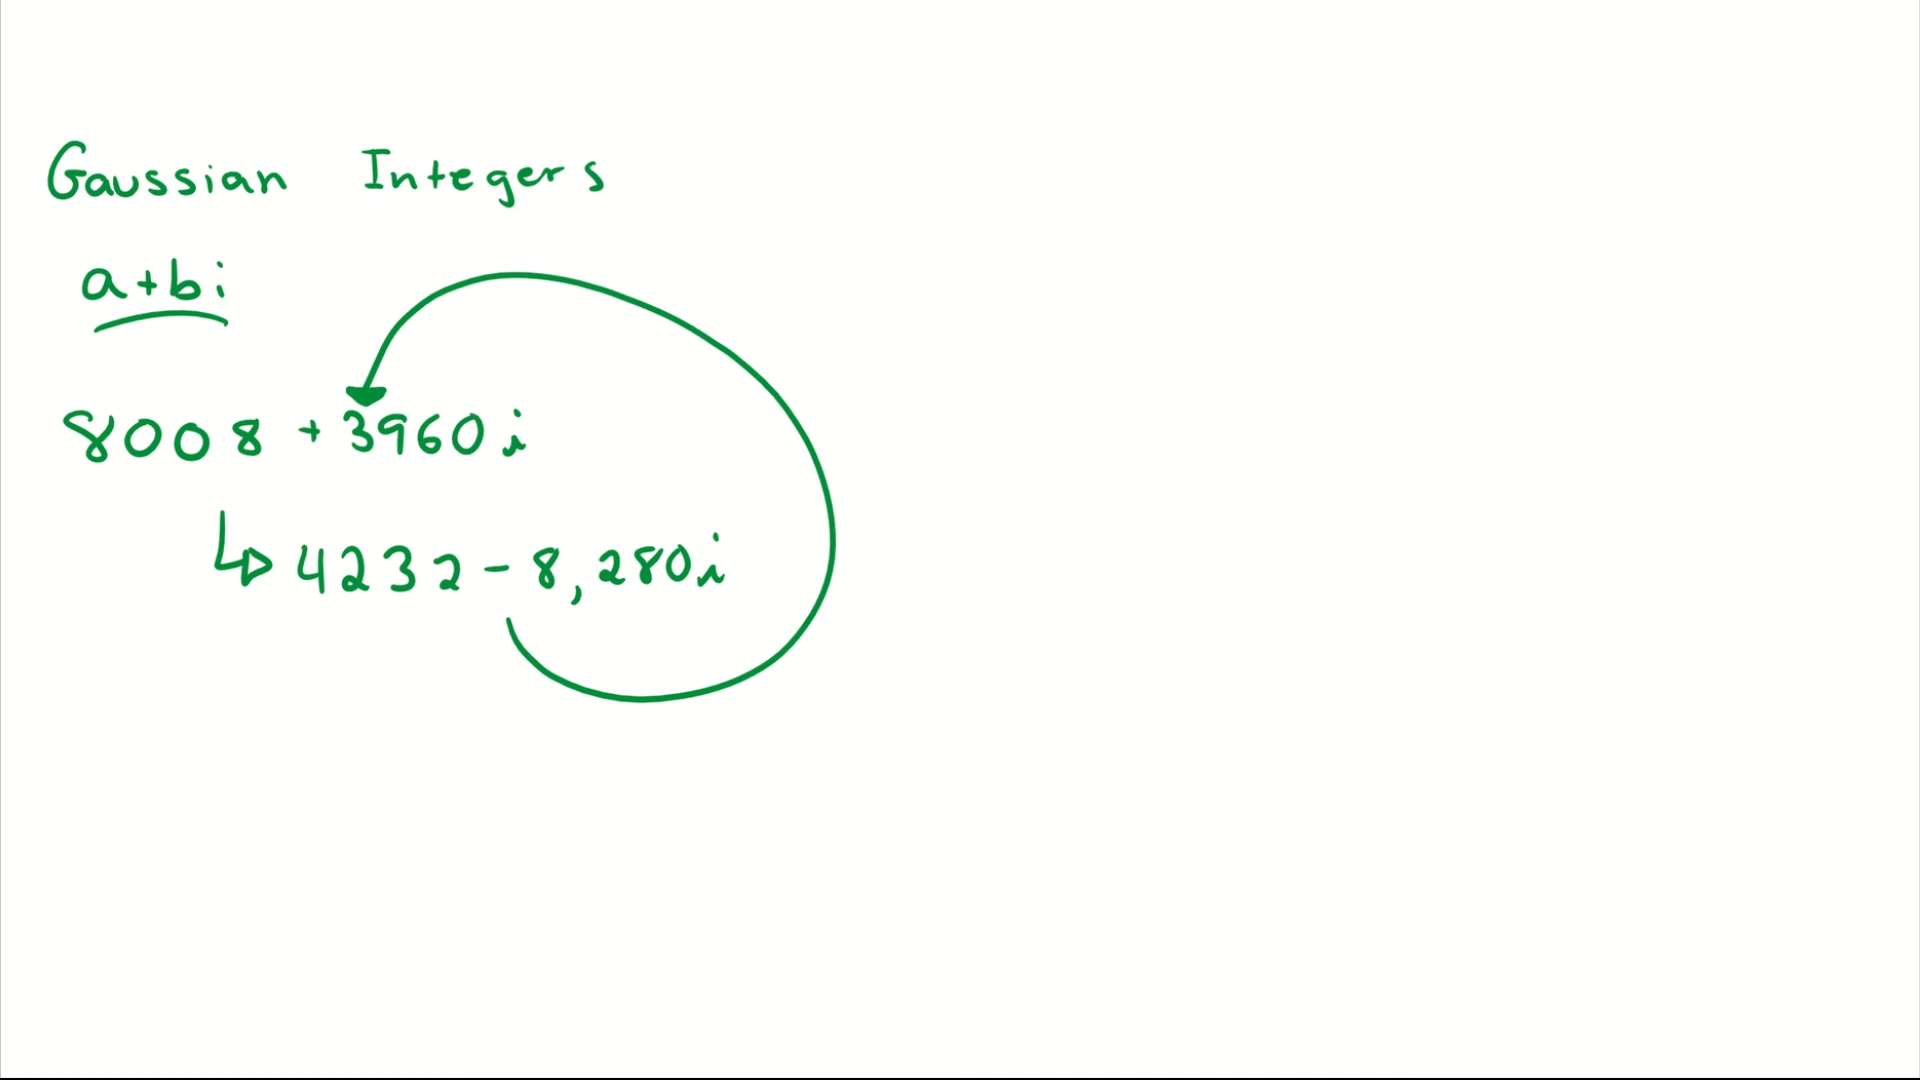 Gaussian Integers
a+bi
8008 + 3960i
4232 - 8,280i